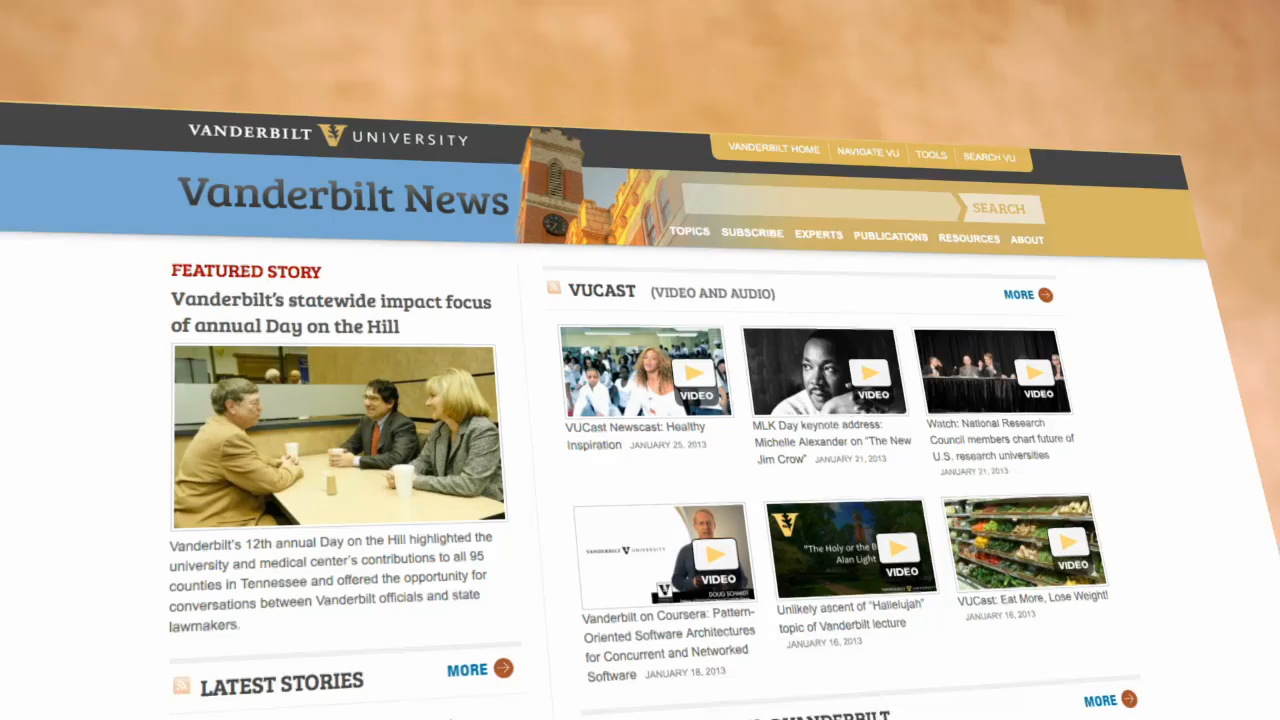 VANDERBILT V UNIVERSITY
VANDERBILT HOME
NAVIGATE VU
TOOLS
SEARCH VU
Vanderbilt News
SEARCH
TOPICS
SUBSCRIBE
EXPERTS
PUBLICATIONS
RESOURCES
ABOUT
FEATURED STORY
Vanderbilt's statewide impact focus
of annual Day on the Hill
Vanderbilt's 12th annual Day on the Hill highlighted the
university and medical center's contributions to all 95
counties in Tennessee and offered the opportunity for
conversations between Vanderbilt officials and state
lawmakers.
LATEST STORIES
MORE
VUCAST (VIDEO AND AUDIO)
MORE
VIDEO
VUCast Newscast: Healthy
Inspiration JANUARY 25, 2013
VIDEO
MLK Day keynote address:
Michelle Alexander on "The New
Jim Crow" JANUARY 21, 2013
VIDEO
Watch: National Research
Council members chart future of
U.S. research universities
JANUARY 21, 2013
VANDERBILT V UNIVERSITY
VIDEO
V
DOUG SCHMIDT
Vanderbilt on Coursera: Pattern-
Oriented Software Architectures
for Concurrent and Networked
Software JANUARY 18, 2013
V
"The Holy or the B
Alan Light
VIDEO
Unlikely ascent of "Hallelujah"
topic of Vanderbilt lecture
JANUARY 16, 2013
VIDEO
VUCast: Eat More, Lose Weight!
JANUARY 16, 2013
MORE